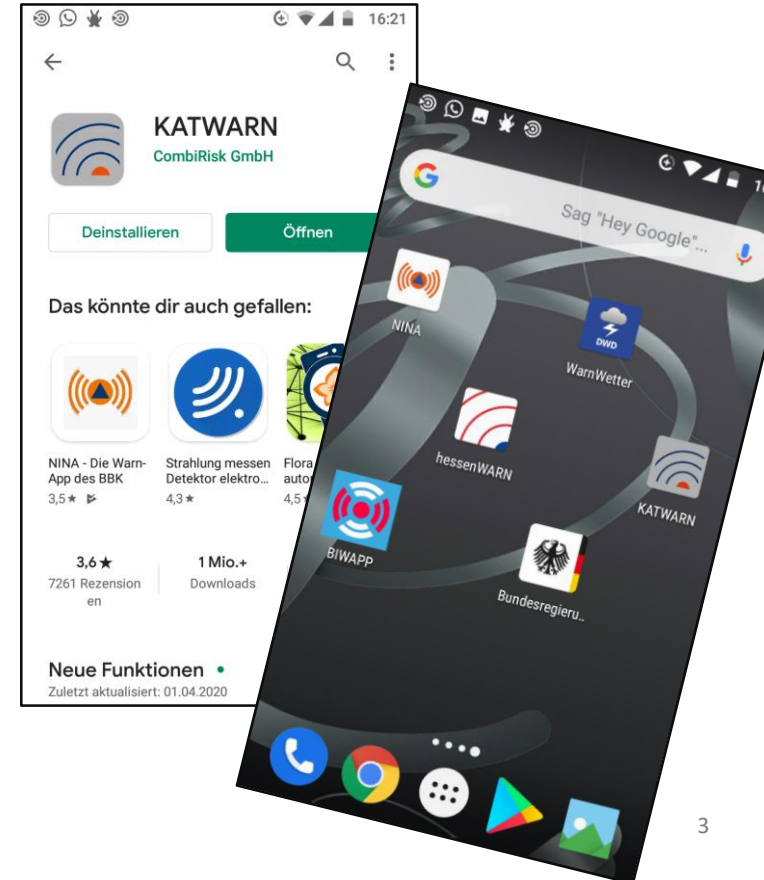 16:21
KATWARN
CombiRisk GmbH
Deinstallieren
Öffnen
Das könnte dir auch gefallen:
NINA - Die Warn-
App des BBK
3,5★
Strahlung messen
Detektor elektro...
4,3★
Flora
4,5
3,6★
7261 Rezension
en
1 Mio.+
Downloads
Neue Funktionen
Zuletzt aktualisiert: 01.04.2020
Sag "Hey Google"...
NINA
DWD
WarnWetter
hessenWARN
KATWARN
BIWAPP
Bundesregieru..
3